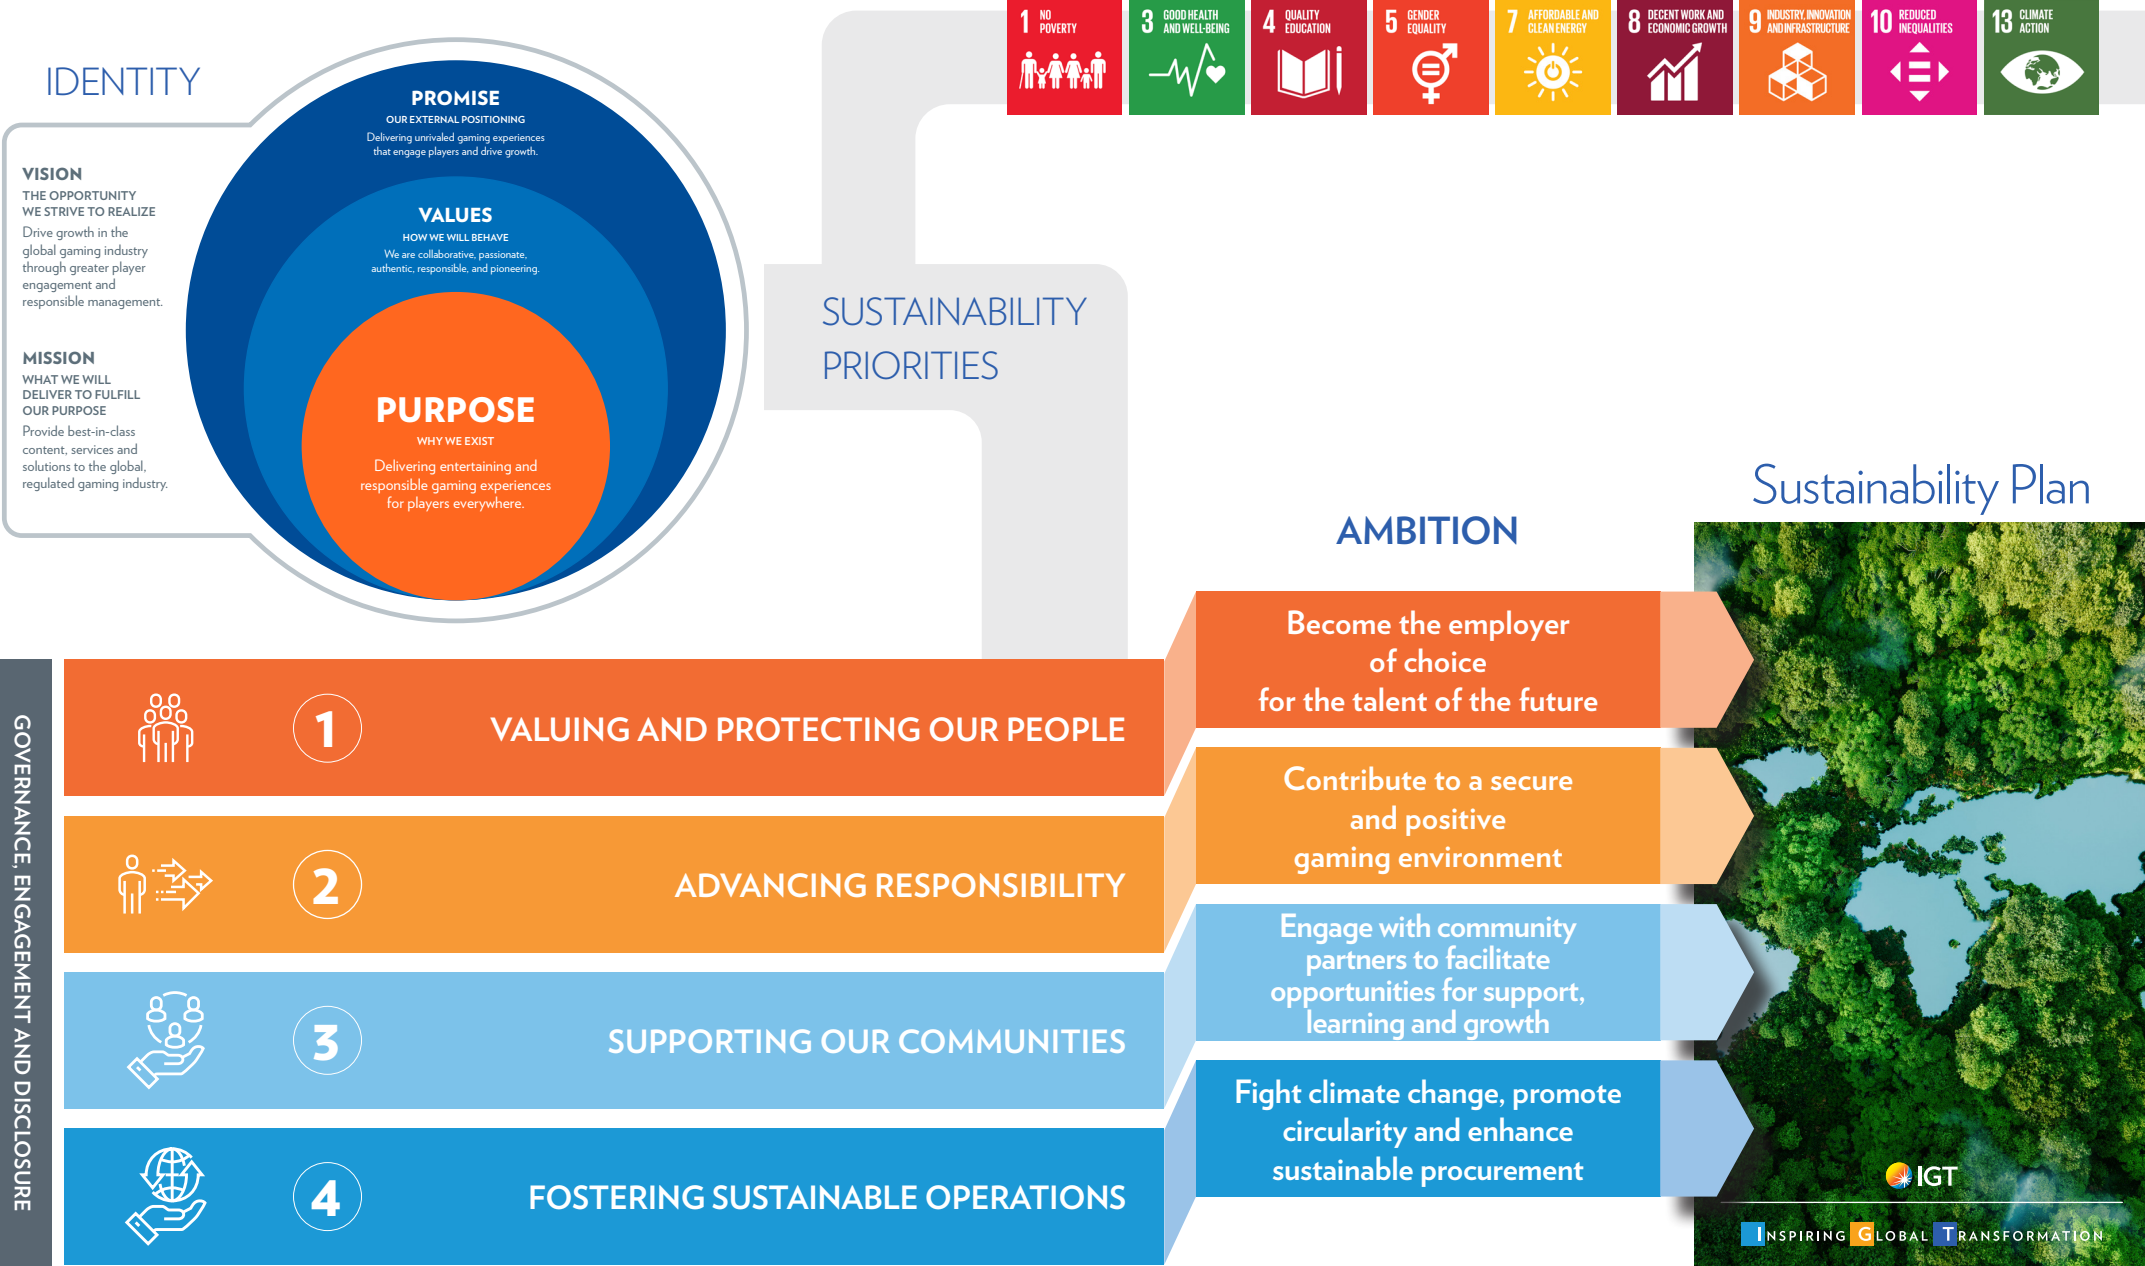 IDENTITY
VISION
THE OPPORTUNITY
WE STRIVE TO REALIZE
Drive growth in the
global gaming industry
through greater player
engagement and
responsible management.
MISSION
WHAT WE WILL
DELIVER TO FULFILL
OUR PURPOSE
Provide best-in-class
content, services and
solutions to the global,
regulated gaming industry.
PROMISE
OUR EXTERNAL POSITIONING
Delivering unrivaled gaming experiences
that engage players and drive growth.
VALUES
HOW WE WILL BEHAVE
We are collaborative, passionate,
authentic, responsible, and pioneering.
PURPOSE
WHY WE EXIST
Delivering entertaining and
responsible gaming experiences
for players everywhere.
SUSTAINABILITY
PRIORITIES
1 NO
POVERTY
3 GOOD HEALTH
AND WELL-BEING
4 QUALITY
EDUCATION
5 GENDER
EQUALITY
7 AFFORDABLE AND
CLEAN ENERGY
8 DECENT WORK AND
ECONOMIC GROWTH
9 INDUSTRY, INNOVATION
AND INFRASTRUCTURE
10 REDUCED
INEQUALITIES
13 CLIMATE
ACTION
GOVERNANCE, ENGAGEMENT AND DISCLOSURE
1 VALUING AND PROTECTING OUR PEOPLE
2 ADVANCING RESPONSIBILITY
3 SUPPORTING OUR COMMUNITIES
4 FOSTERING SUSTAINABLE OPERATIONS
AMBITION
Become the employer
of choice
for the talent of the future
Contribute to a secure
and positive
gaming environment
Engage with community
partners to facilitate
opportunities for support,
learning and growth
Fight climate change, promote
circularity and enhance
sustainable procurement
Sustainability Plan
IGT
INSPIRING GLOBAL TRANSFORMATION